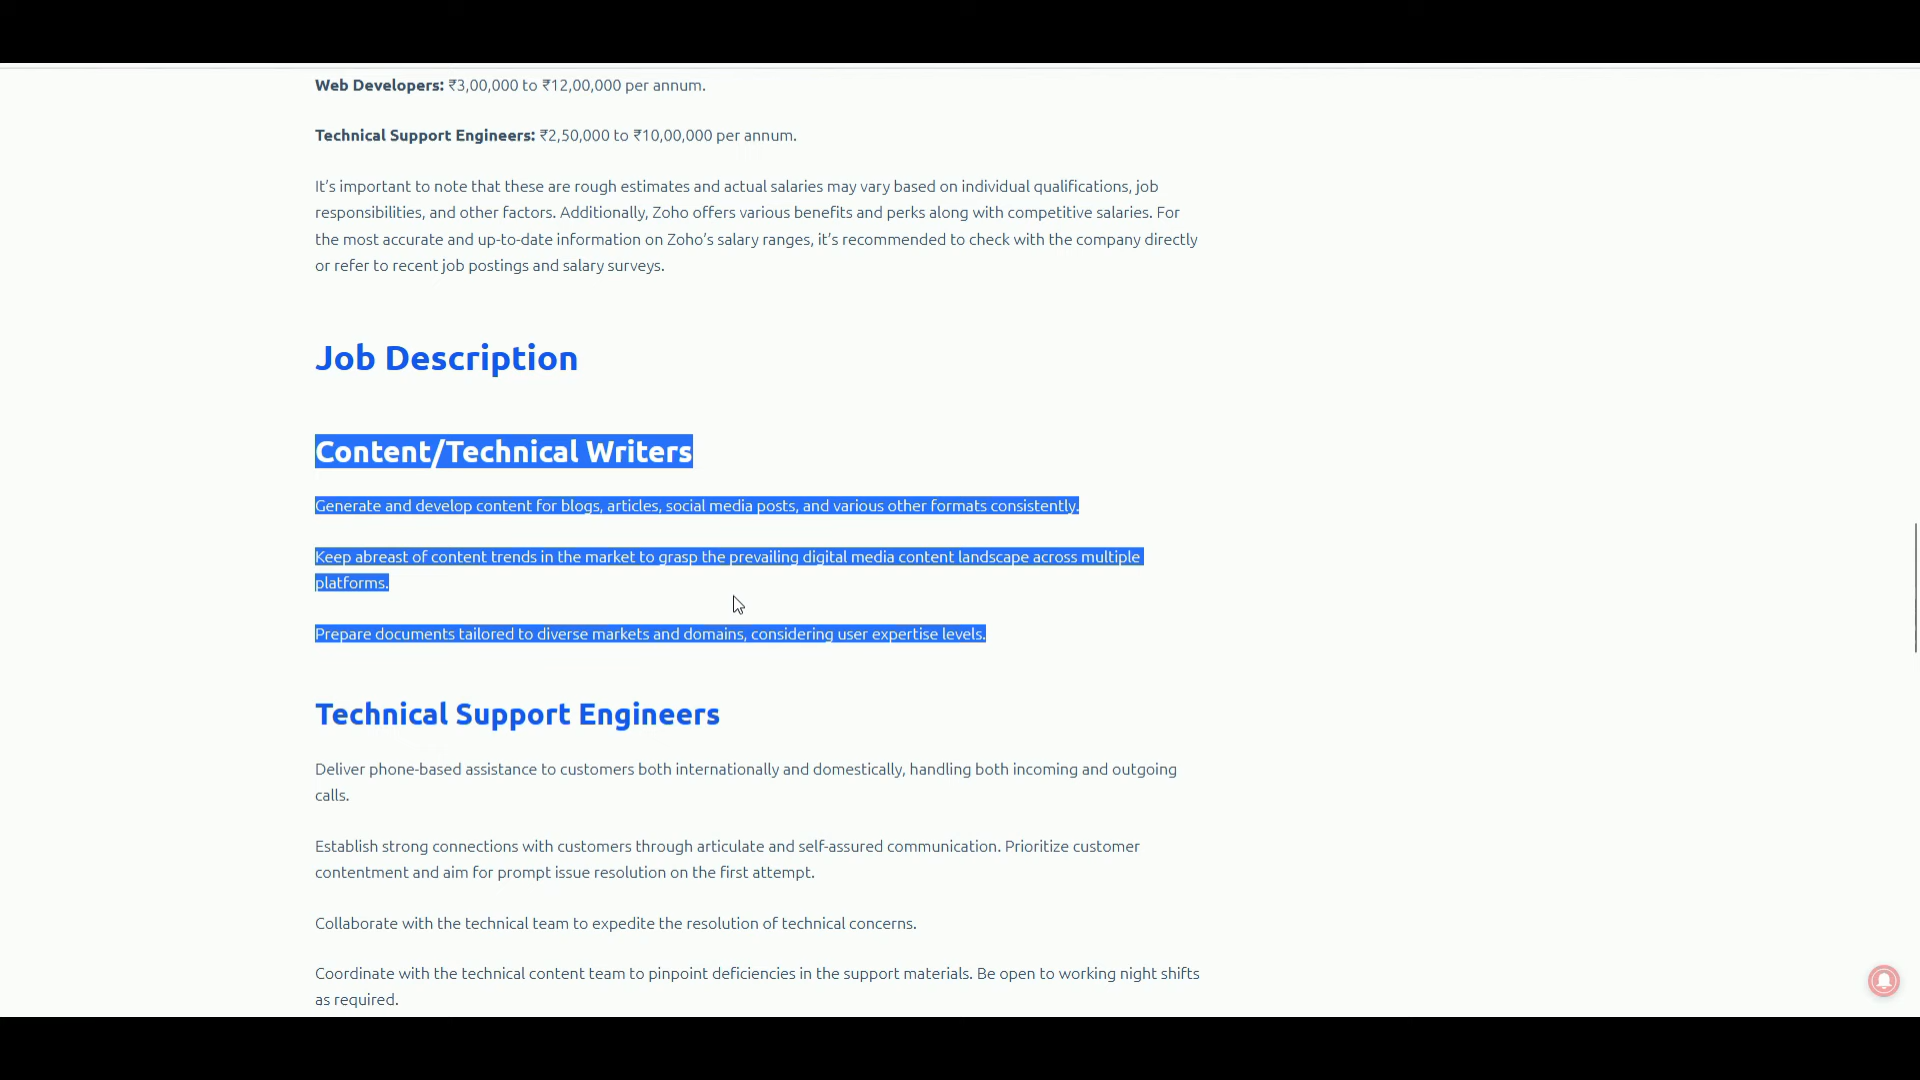 Web Developers: ₹3,00,000 to ₹12,00,000 per annum.
Technical Support Engineers: ₹2,50,000 to ₹10,00,000 per annum.
It’s important to note that these are rough estimates and actual salaries may vary based on individual qualifications, job
responsibilities, and other factors. Additionally, Zoho offers various benefits and perks along with competitive salaries. For
the most accurate and up-to-date information on Zoho’s salary ranges, it’s recommended to check with the company directly
or refer to recent job postings and salary surveys.
Job Description
Content/Technical Writers
Generate and develop content for blogs, articles, social media posts, and various other formats consistently.
Keep abreast of content trends in the market to grasp the prevailing digital media content landscape across multiple
platforms.
Prepare documents tailored to diverse markets and domains, considering user expertise levels.
Technical Support Engineers
Deliver phone-based assistance to customers both internationally and domestically, handling both incoming and outgoing
calls.
Establish strong connections with customers through articulate and self-assured communication. Prioritize customer
contentment and aim for prompt issue resolution on the first attempt.
Collaborate with the technical team to expedite the resolution of technical concerns.
Coordinate with the technical content team to pinpoint deficiencies in the support materials. Be open to working night shifts
as required.